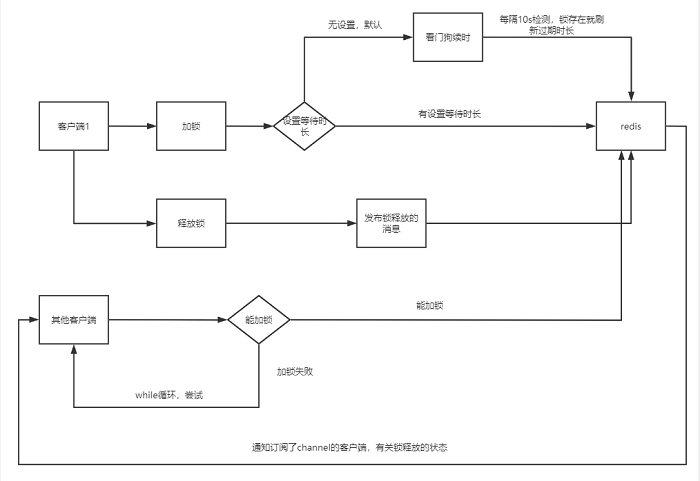 无设置，默认
看门狗续时
每隔10s检测，锁存在就刷
新过期时长
客户端1
加锁
设置等待时
长
有设置等待时长
redis
释放锁
发布锁释放的
消息
其他客户端
能加锁
能加锁
加锁失败
while循环，尝试
通知订阅了channel的客户端，有关锁释放的状态